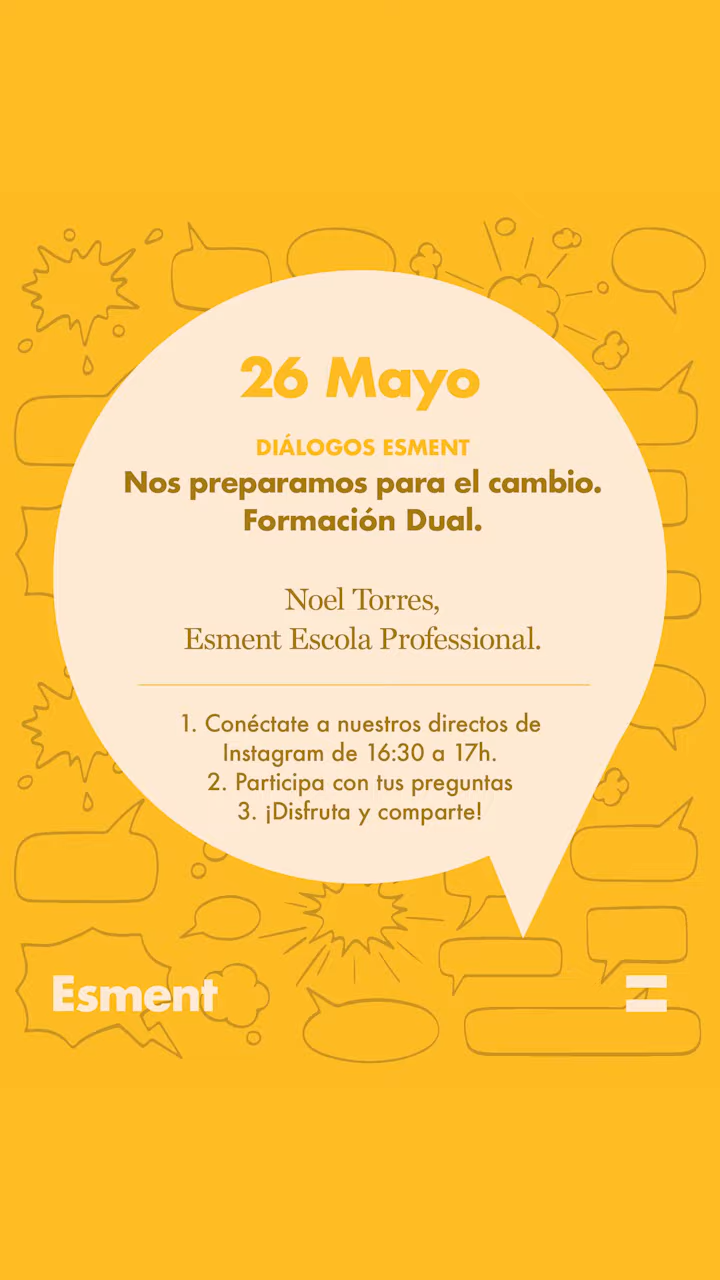 26 Mayo
DIÁLOGOS ESMENT
Nos preparamos para el cambio.
Formación Dual.
Noel Torres,
Esment Escola Professional.
1. Conéctate a nuestros directos de
Instagram de 16:30 a 17h.
2. Participa con tus preguntas
3. ¡Disfruta y comparte!
Esment